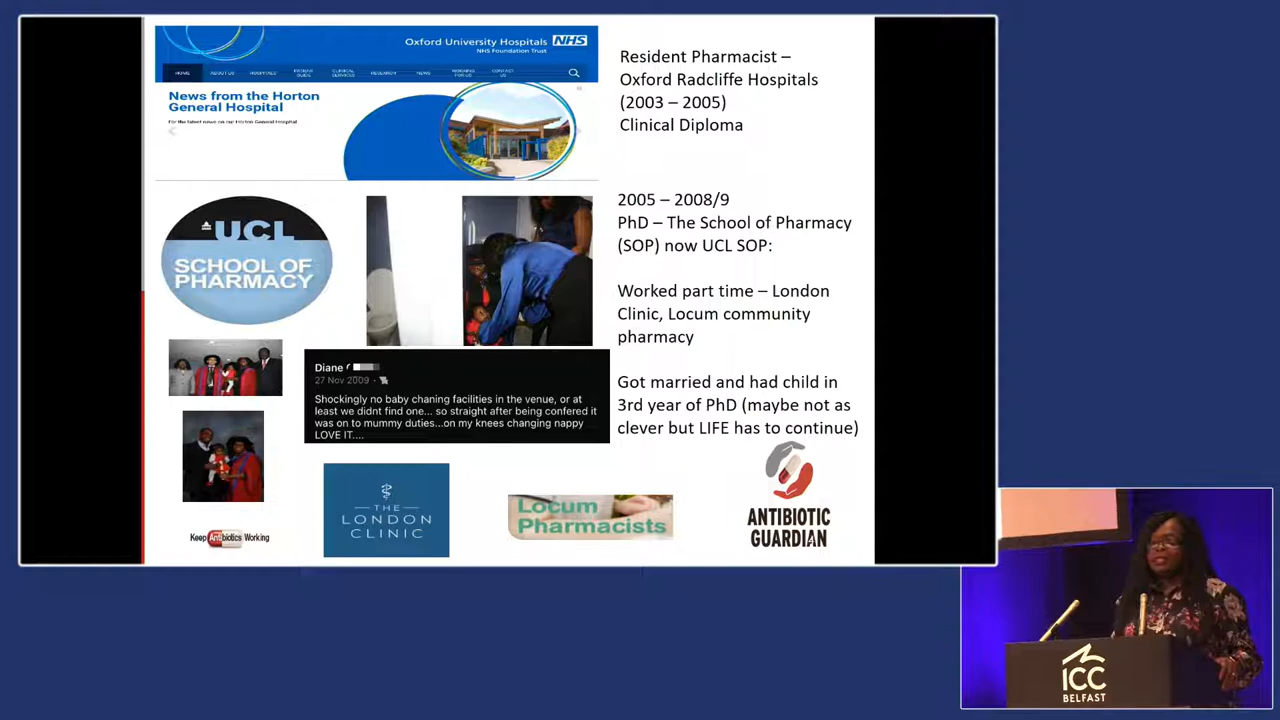 Oxford University Hospitals NHS
NHS Foundation Trust
HOME ABOUT US HOSPITALS PATIENT GUIDE CLINICAL SERVICES RESEARCH NEWS WORKING FOR US CONTACT US
News from the Horton
General Hospital
For the latest news on our Horton General Hospital
Resident Pharmacist –
Oxford Radcliffe Hospitals
(2003 – 2005)
Clinical Diploma
UCL
SCHOOL OF
PHARMACY
2005 – 2008/9
PhD – The School of Pharmacy
(SOP) now UCL SOP:
Worked part time – London
Clinic, Locum community
pharmacy
Got married and had child in
3rd year of PhD (maybe not as
clever but LIFE has to continue)
Diane
27 Nov 2009
Shockingly no baby chaning facilities in the venue, or at
least we didnt find one... so straight after being confered it
was on to mummy duties...on my knees changing nappy
LOVE IT....
Keep Antibiotics Working
THE
LONDON
CLINIC
Locum
Pharmacists
ANTIBIOTIC
GUARDIAN
ICC
BELFAST